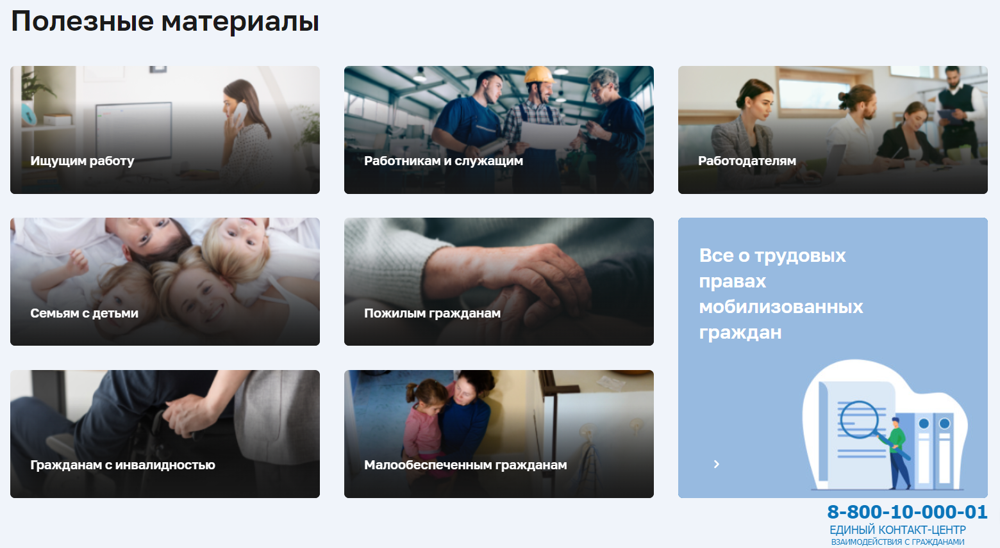 Полезные материалы
Ищущим работу
Работникам и служащим
Работодателям
Семьям с детьми
Пожилым гражданам
Все о трудовых
правах
мобилизованных
граждан
Гражданам с инвалидностью
Малообеспеченным гражданам
8-800-10-000-01
ЕДИНЫЙ КОНТАКТ-ЦЕНТР
ВЗАИМОДЕЙСТВИЯ С ГРАЖДАНАМИ